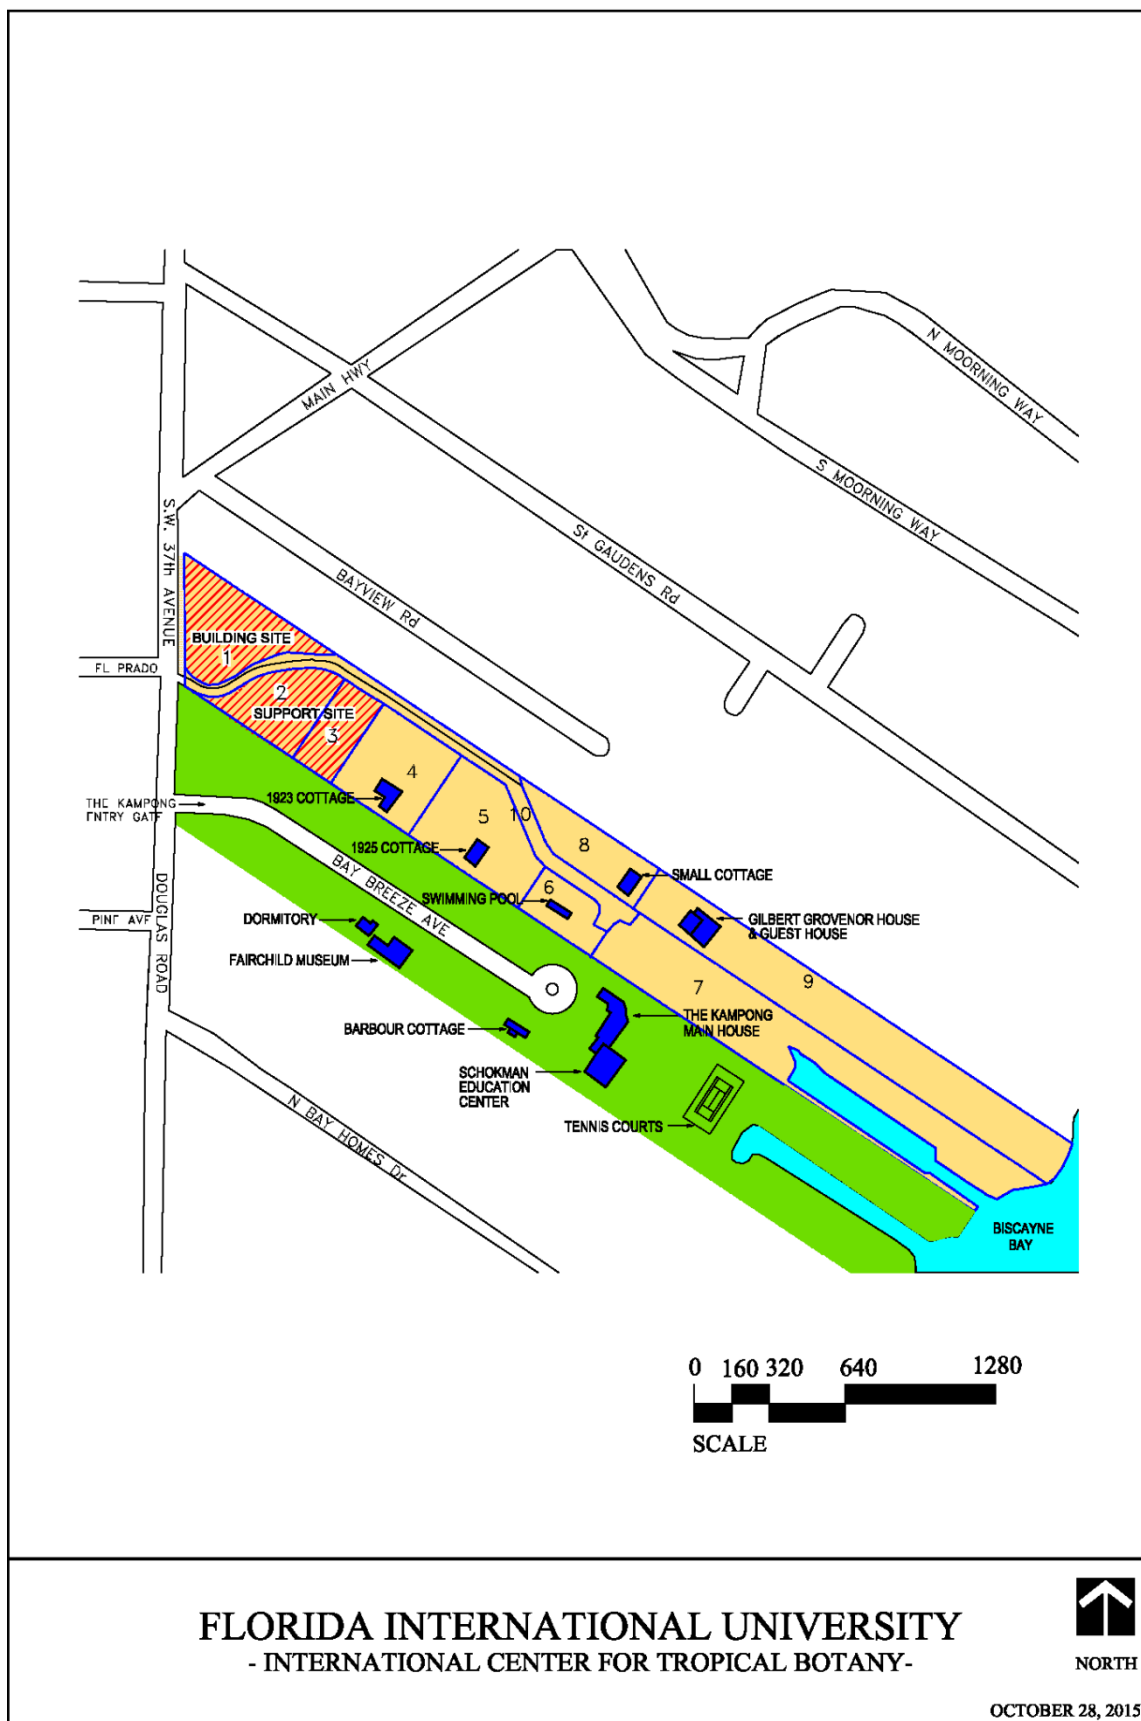 N MOORNING WAY
MAIN HWY
S MOORNING WAY
S.W. 37th AVENUE
St GAUDENS Rd
BAYVIEW Rd
BUILDING SITE
1
EL PRADO
2
SUPPORT SITE
3
4
1923 COTTAGE
THE KAMPONG
ENTRY GATE
5
10
8
1925 COTTAGE
BAY BREEZE AVE
SMALL COTTAGE
6
SWIMMING POOL
DOUGLAS ROAD
PINE AVE
DORMITORY
GILBERT GROVENOR HOUSE
& GUEST HOUSE
FAIRCHILD MUSEUM
7
9
THE KAMPONG
MAIN HOUSE
BARBOUR COTTAGE
SCHOKMAN
EDUCATION
CENTER
TENNIS COURTS
N BAY HOMES Dr
BISCAYNE
BAY
0 160 320 640 1280
SCALE
FLORIDA INTERNATIONAL UNIVERSITY
- INTERNATIONAL CENTER FOR TROPICAL BOTANY-
NORTH
OCTOBER 28, 2015